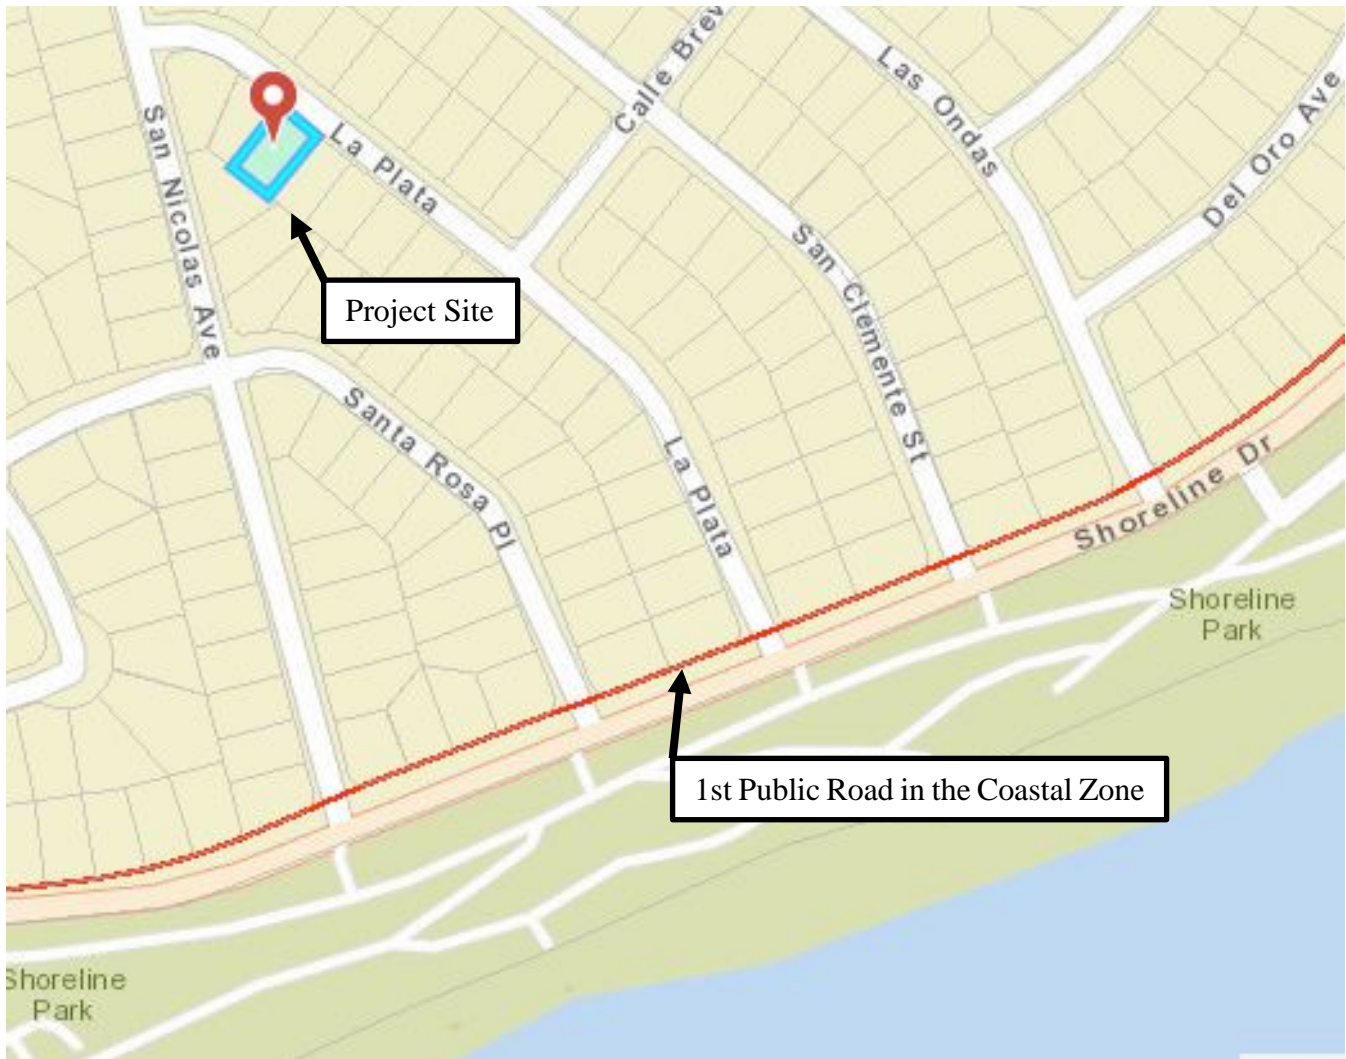 Las Ondas
Calle Brev
San Nicolas Ave
La Plata
Del Oro Ave
San Clemente St
Project Site
Santa Rosa Pl
La Plata
Shoreline Dr
Shoreline
Park
1st Public Road in the Coastal Zone
Shoreline
Park